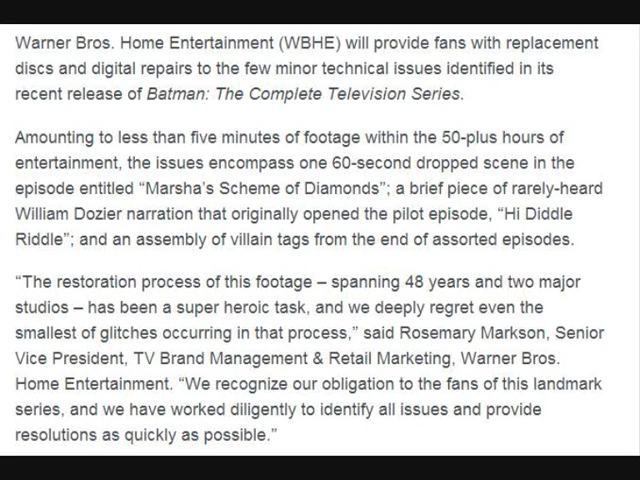 Warner Bros. Home Entertainment (WBHE) will provide fans with replacement
discs and digital repairs to the few minor technical issues identified in its
recent release of Batman: The Complete Television Series.
Amounting to less than five minutes of footage within the 50-plus hours of
entertainment, the issues encompass one 60-second dropped scene in the
episode entitled “Marsha’s Scheme of Diamonds”; a brief piece of rarely-heard
William Dozier narration that originally opened the pilot episode, “Hi Diddle
Riddle”; and an assembly of villain tags from the end of assorted episodes.
“The restoration process of this footage – spanning 48 years and two major
studios – has been a super heroic task, and we deeply regret even the
smallest of glitches occurring in that process,” said Rosemary Markson, Senior
Vice President, TV Brand Management & Retail Marketing, Warner Bros.
Home Entertainment. “We recognize our obligation to the fans of this landmark
series, and we have worked diligently to identify all issues and provide
resolutions as quickly as possible.”